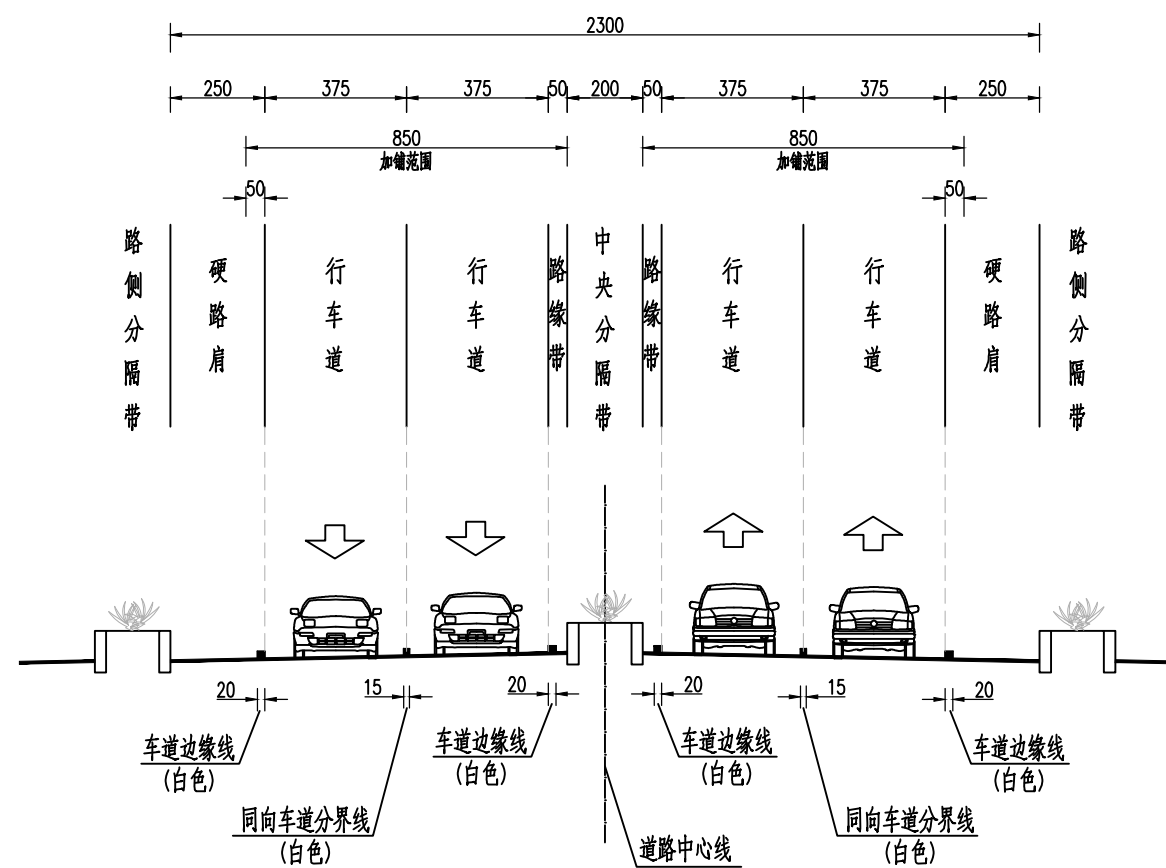 2300
250 375 375 50 200 50 375 375 250
850 850
加铺范围 加铺范围
50 50
路侧分隔带 硬路肩 行车道 行车道 路缘带 中央分隔带 路缘带 行车道 行车道 硬路肩 路侧分隔带
20 15 20 20 15 20
车道边缘线 车道边缘线 车道边缘线 车道边缘线
(白色) (白色) (白色) (白色)
同向车道分界线 同向车道分界线
(白色) (白色)
道路中心线